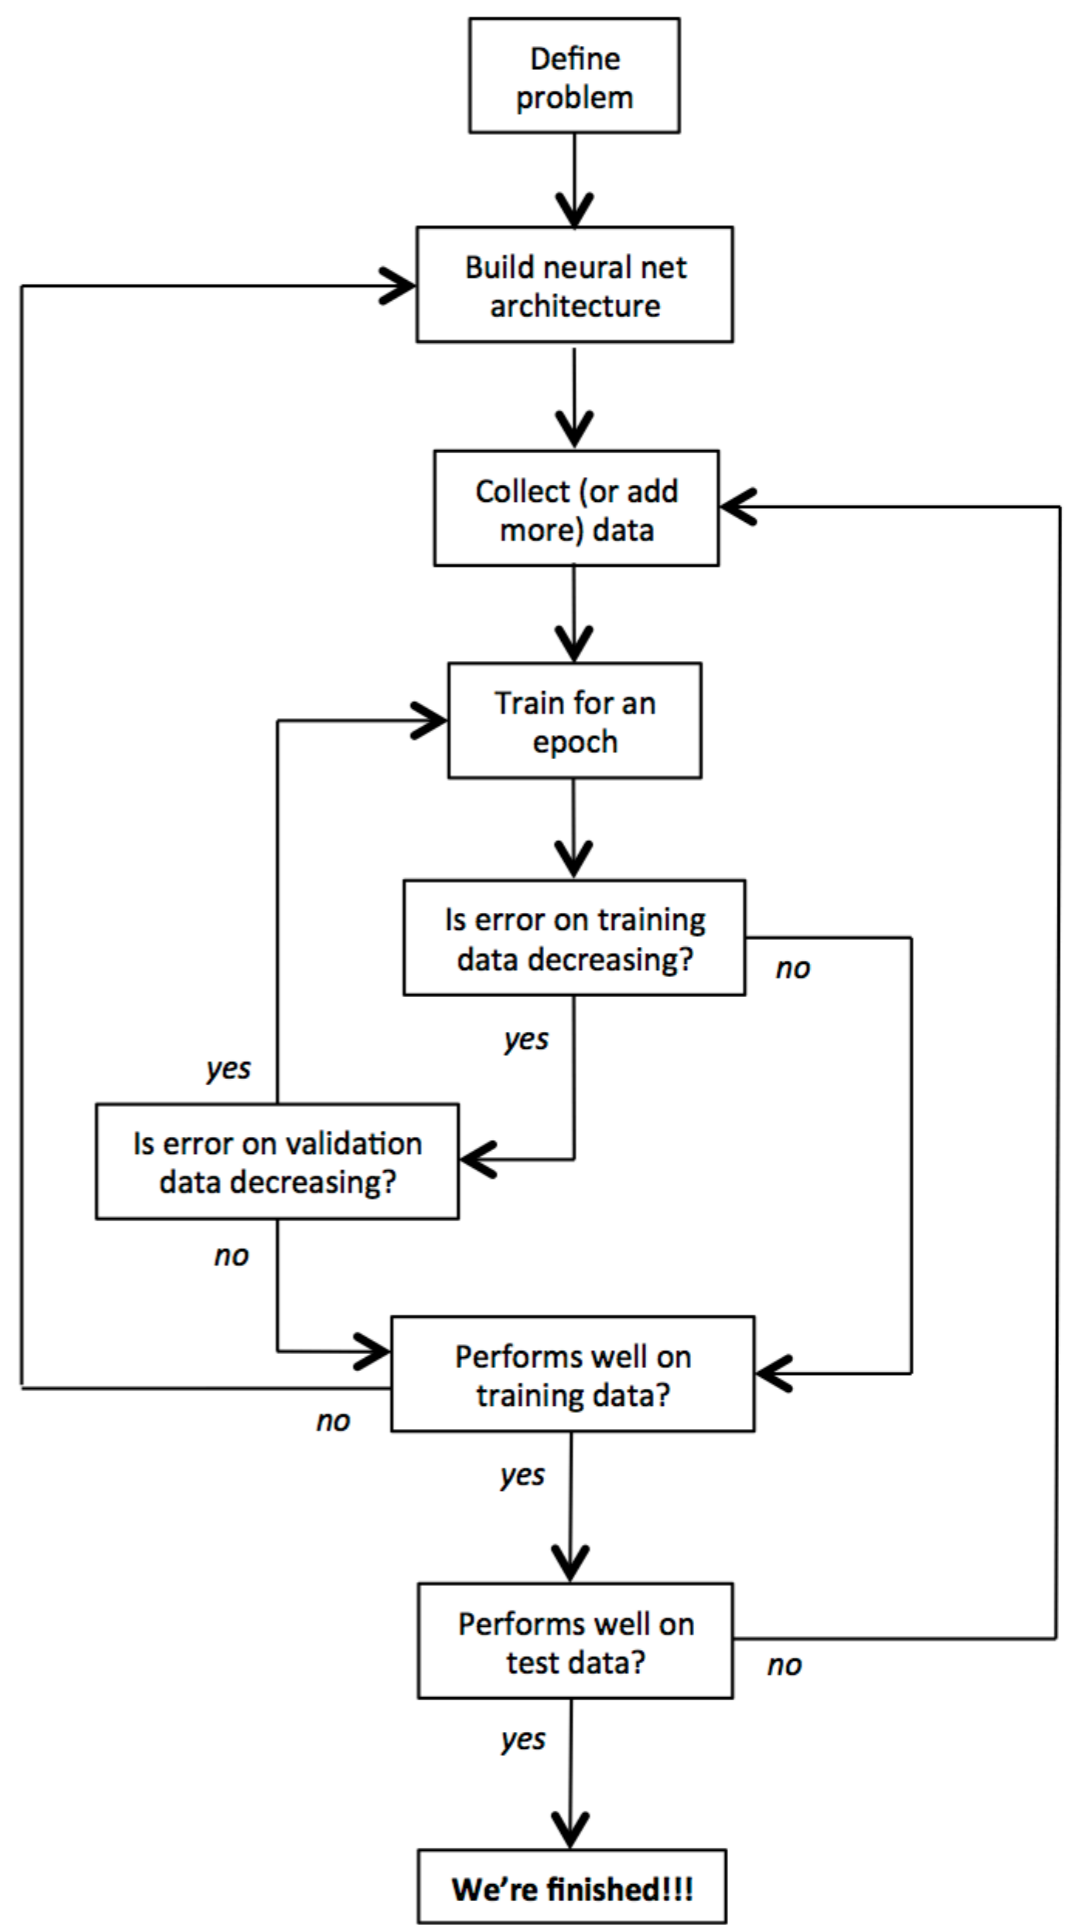 Define
problem
Build neural net
architecture
Collect (or add
more) data
Train for an
epoch
Is error on training
data decreasing?
no
yes
yes
Is error on validation
data decreasing?
no
Performs well on
training data?
no
yes
Performs well on
test data?
no
yes
We’re finished!!!